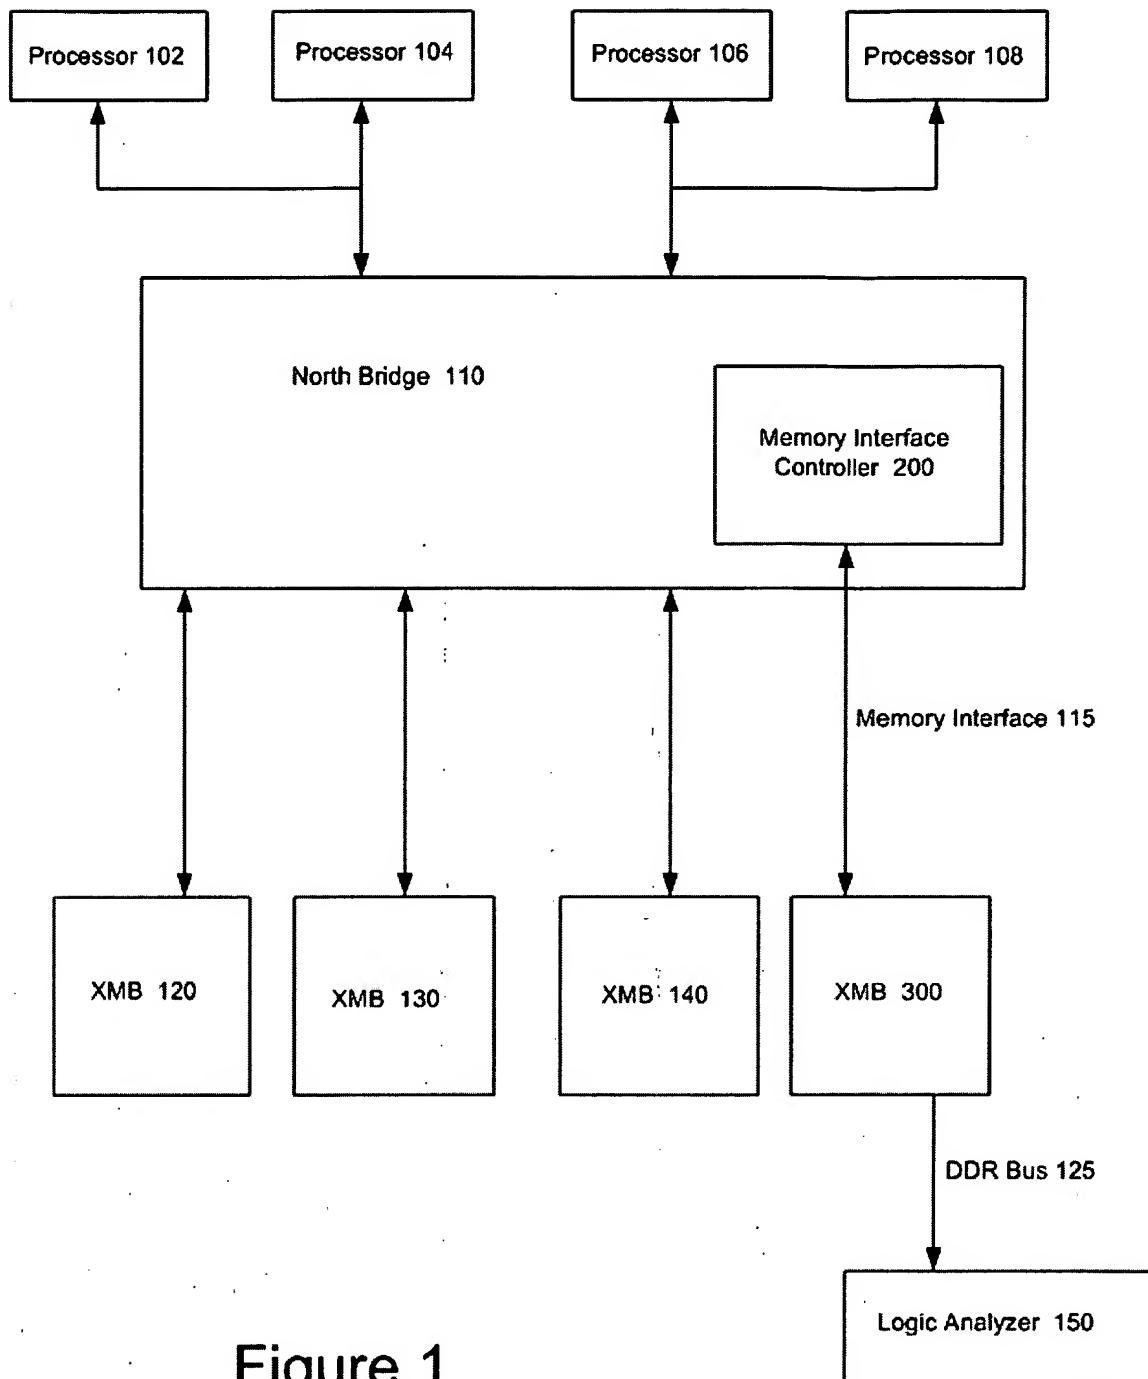 Processor 102
Processor 104
Processor 106
Processor 108
North Bridge 110
Memory Interface
Controller 200
Memory Interface 115
XMB 120
XMB 130
XMB 140
XMB 300
DDR Bus 125
Logic Analyzer 150
Figure 1